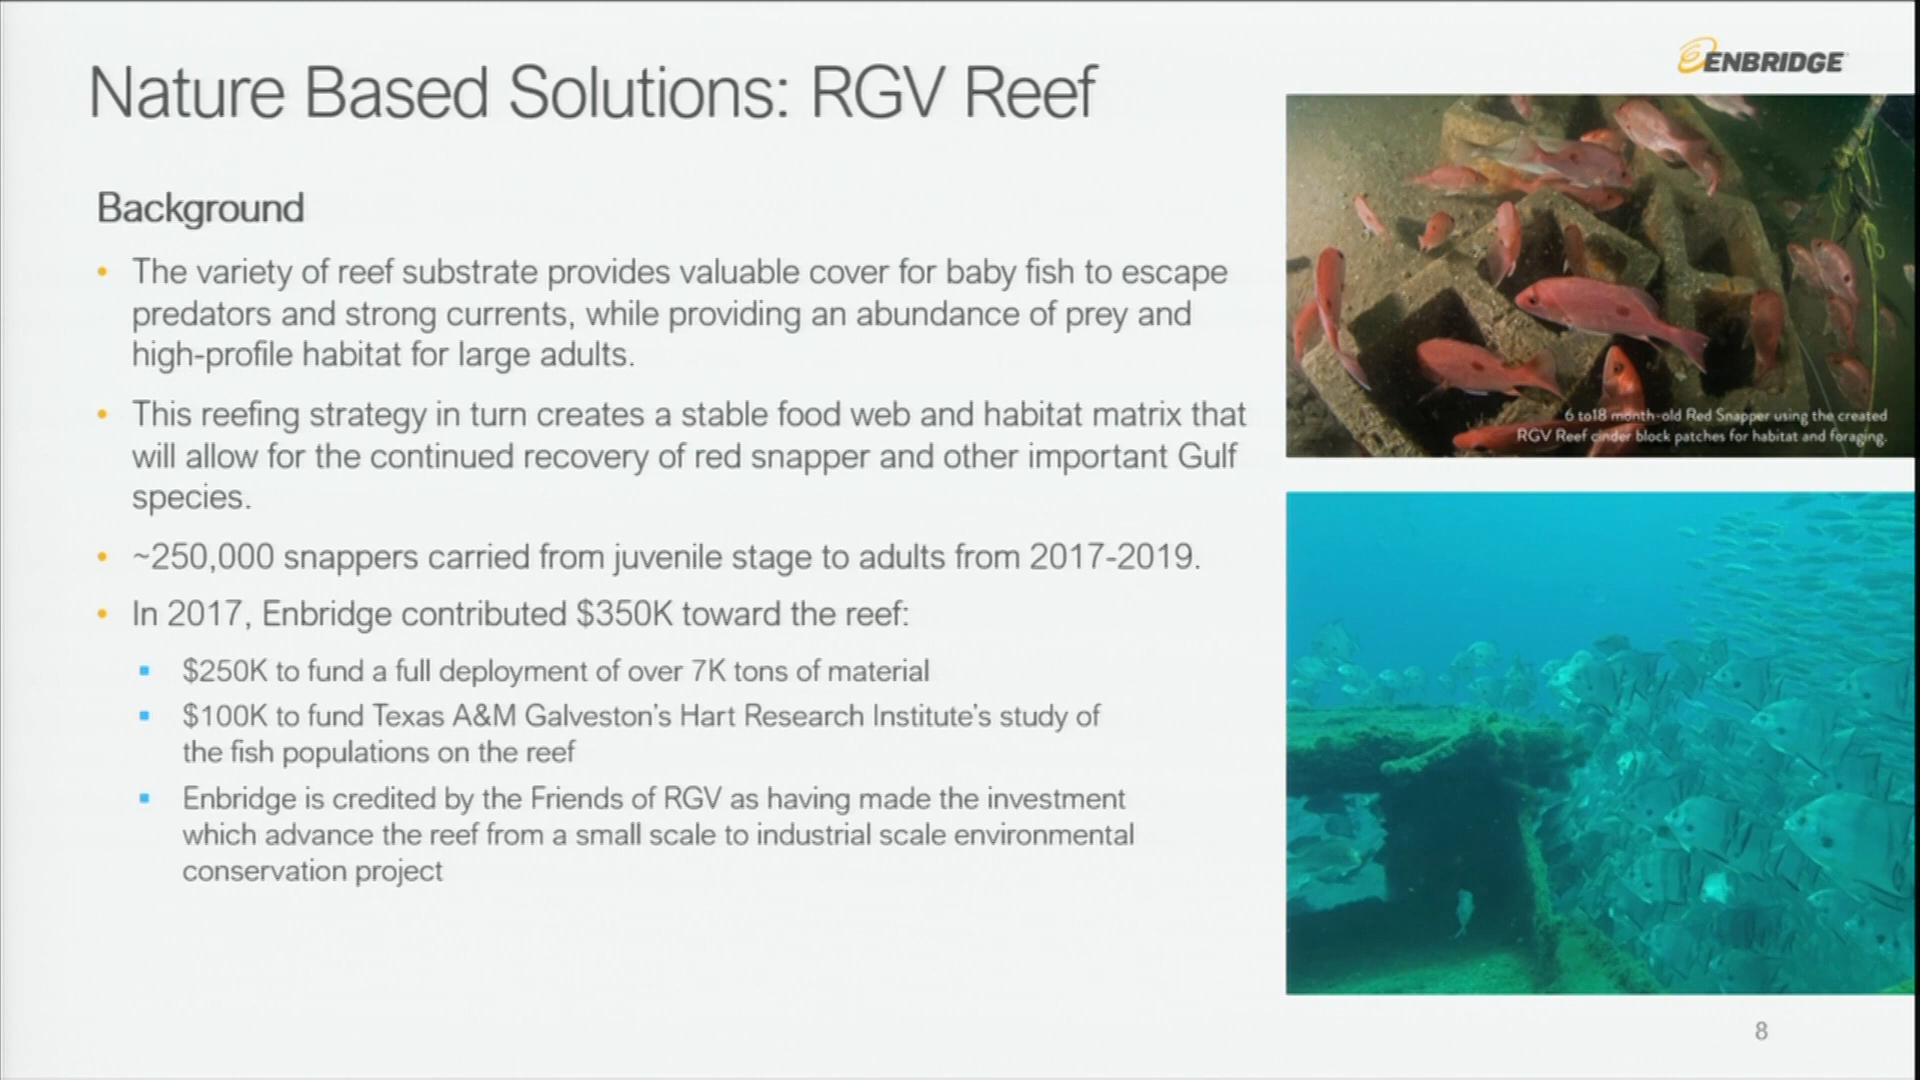 Nature Based Solutions: RGV Reef
ENBRIDGE
Background
• The variety of reef substrate provides valuable cover for baby fish to escape
predators and strong currents, while providing an abundance of prey and
high-profile habitat for large adults.
• This reefing strategy in turn creates a stable food web and habitat matrix that
will allow for the continued recovery of red snapper and other important Gulf
species.
• ~250,000 snappers carried from juvenile stage to adults from 2017-2019.
• In 2017, Enbridge contributed $350K toward the reef:
▪ $250K to fund a full deployment of over 7K tons of material
▪ $100K to fund Texas A&M Galveston’s Hart Research Institute’s study of
the fish populations on the reef
▪ Enbridge is credited by the Friends of RGV as having made the investment
which advance the reef from a small scale to industrial scale environmental
conservation project
6 to18 month-old Red Snapper using the created
RGV Reef cinder block patches for habitat and foraging.
8